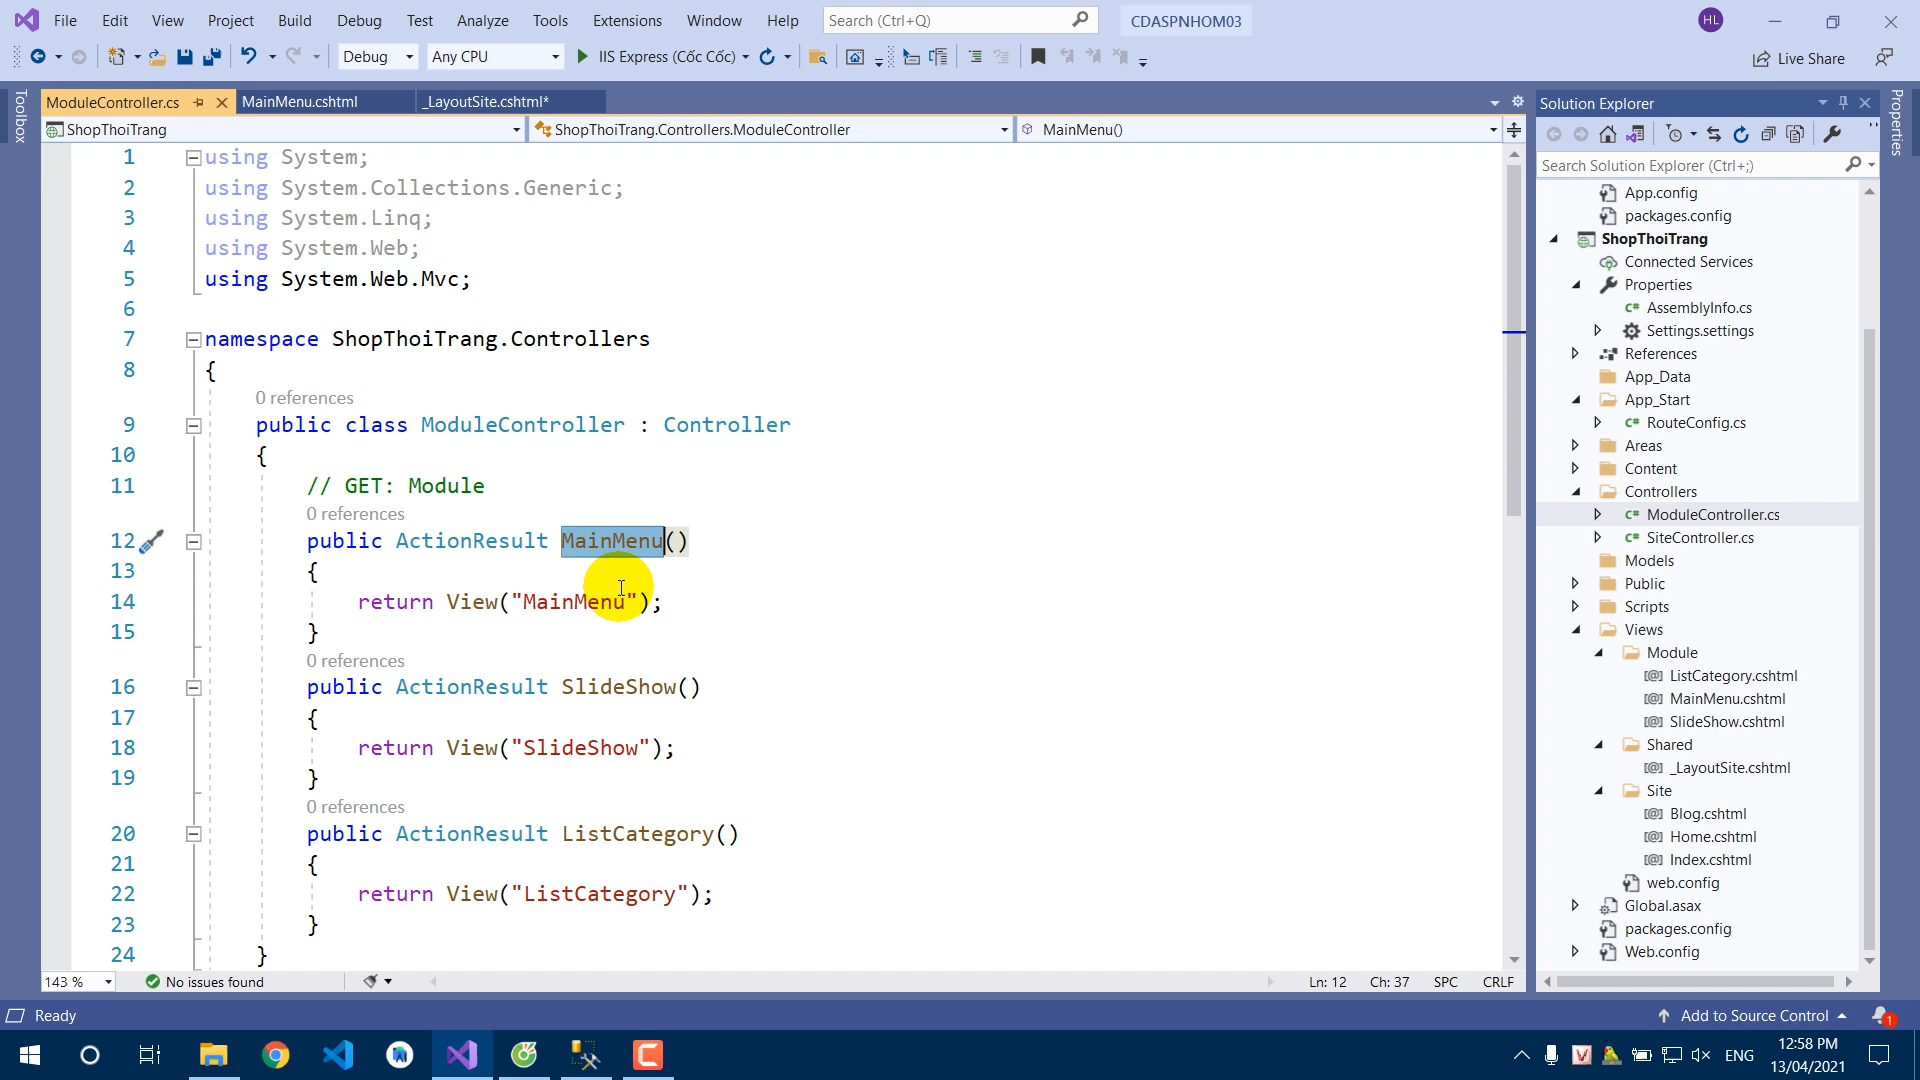 File Edit View Project Build Debug Test Analyze Tools Extensions Window Help Search (Ctrl+Q) CDASPNHOM03 HL
Debug Any CPU IIS Express (Cốc Cốc) Live Share
Toolbox
ModuleController.cs MainMenu.cshtml _LayoutSite.cshtml*
ShopThoiTrang ShopThoiTrang.Controllers.ModuleController MainMenu()
1 using System;
2 using System.Collections.Generic;
3 using System.Linq;
4 using System.Web;
5 using System.Web.Mvc;
6
7 namespace ShopThoiTrang.Controllers
8 {
0 references
9 public class ModuleController : Controller
10 {
11 // GET: Module
0 references
12 public ActionResult MainMenu()
13 {
14 return View("MainMenu");
15 }
0 references
16 public ActionResult SlideShow()
17 {
18 return View("SlideShow");
19 }
0 references
20 public ActionResult ListCategory()
21 {
22 return View("ListCategory");
23 }
24 }
143 % No issues found Ln: 12 Ch: 37 SPC CRLF
Solution Explorer
Search Solution Explorer (Ctrl+;)
App.config
packages.config
ShopThoiTrang
Connected Services
Properties
C# AssemblyInfo.cs
Settings.settings
References
App_Data
App_Start
C# RouteConfig.cs
Areas
Content
Controllers
C# ModuleController.cs
C# SiteController.cs
Models
Public
Scripts
Views
Module
[@] ListCategory.cshtml
[@] MainMenu.cshtml
[@] SlideShow.cshtml
Shared
[@] _LayoutSite.cshtml
Site
[@] Blog.cshtml
[@] Home.cshtml
[@] Index.cshtml
web.config
Global.asax
packages.config
Web.config
Properties
Ready Add to Source Control 1
ENG 12:58 PM
13/04/2021